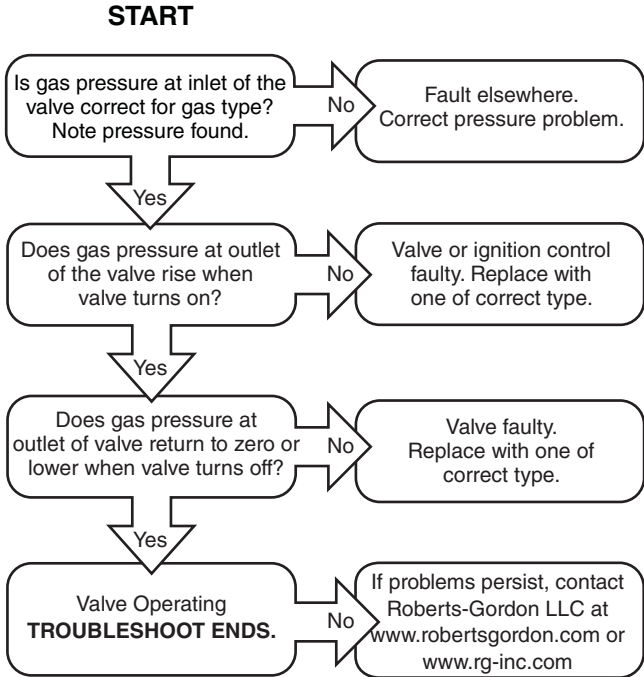 START
Is gas pressure at inlet of the
valve correct for gas type?
Note pressure found.
No
Fault elsewhere.
Correct pressure problem.
Yes
Does gas pressure at outlet
of the valve rise when
valve turns on?
No
Valve or ignition control
faulty. Replace with
one of correct type.
Yes
Does gas pressure at
outlet of valve return to zero or
lower when valve turns off?
No
Valve faulty.
Replace with one of
correct type.
Yes
Valve Operating
TROUBLESHOOT ENDS.
No
If problems persist, contact
Roberts-Gordon LLC at
www.robertsgordon.com or
www.rg-inc.com